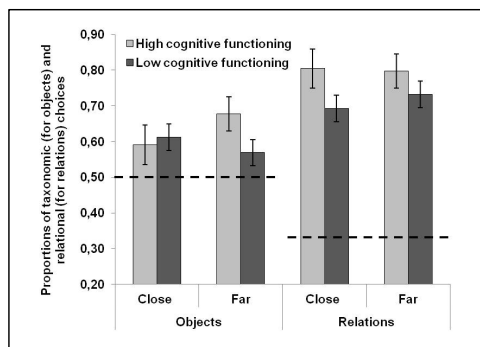 Proportions of taxonomic (for objects) and
relational (for relations) choices
0,90
0,80
0,70
0,60
0,50
0,40
0,30
0,20
High cognitive functioning
Low cognitive functioning
Close
Far
Close
Far
Objects
Relations